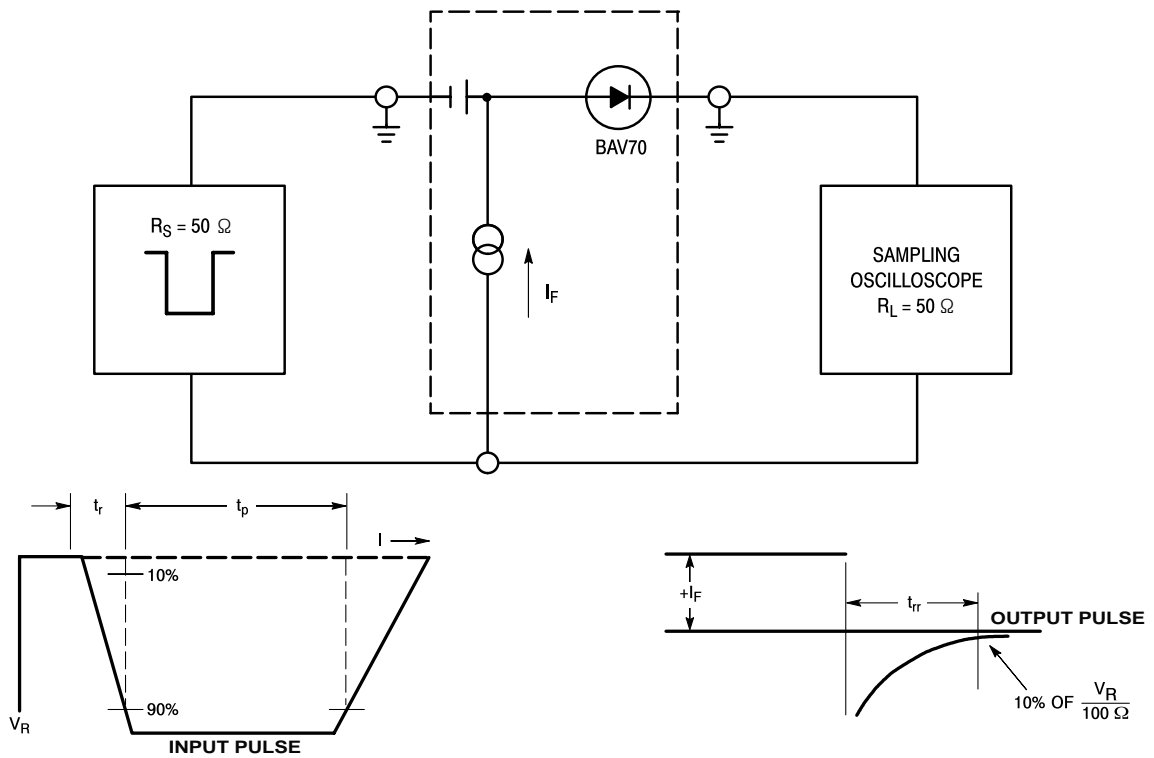 BAV70
R_S = 50 Ω
I_F
SAMPLING
OSCILLOSCOPE
R_L = 50 Ω
t_r
t_p
I
10%
90%
V_R
INPUT PULSE
+I_F
t_rr
OUTPUT PULSE
10% OF V_R / 100 Ω